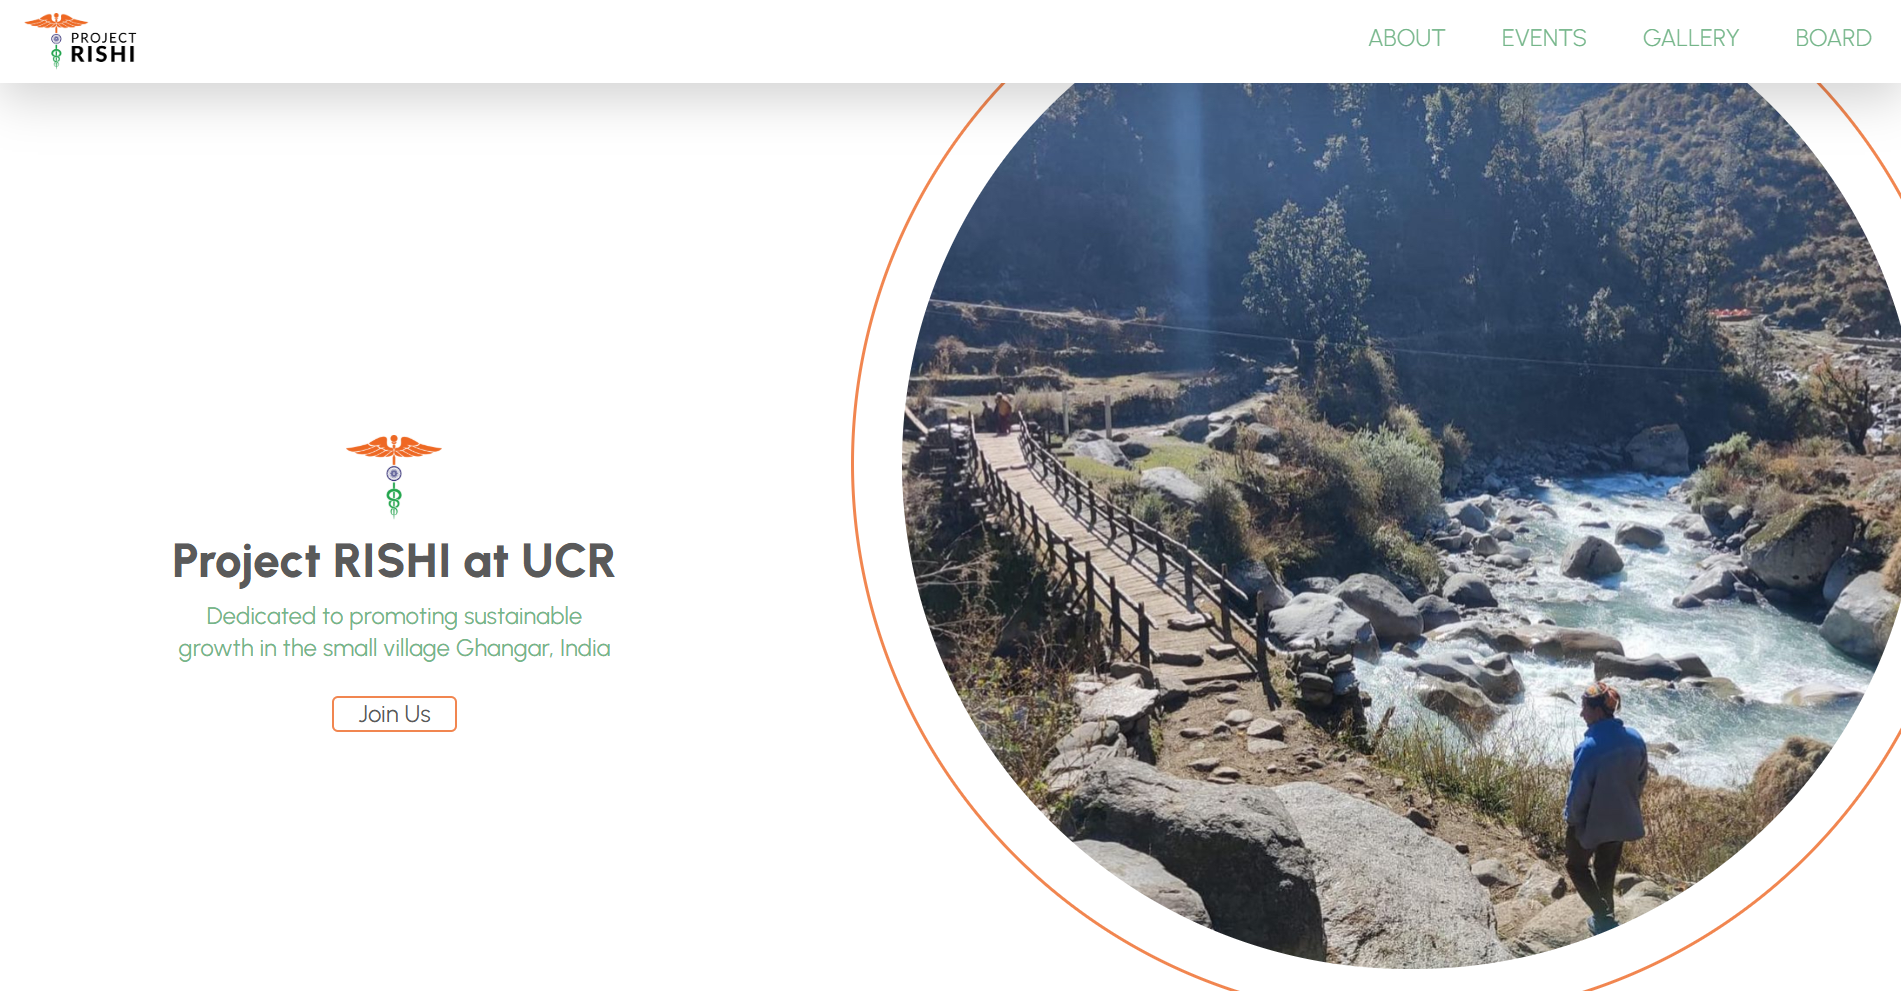 PROJECT
RISHI
ABOUT
EVENTS
GALLERY
BOARD
Project RISHI at UCR
Dedicated to promoting sustainable
growth in the small village Ghangar, India
Join Us